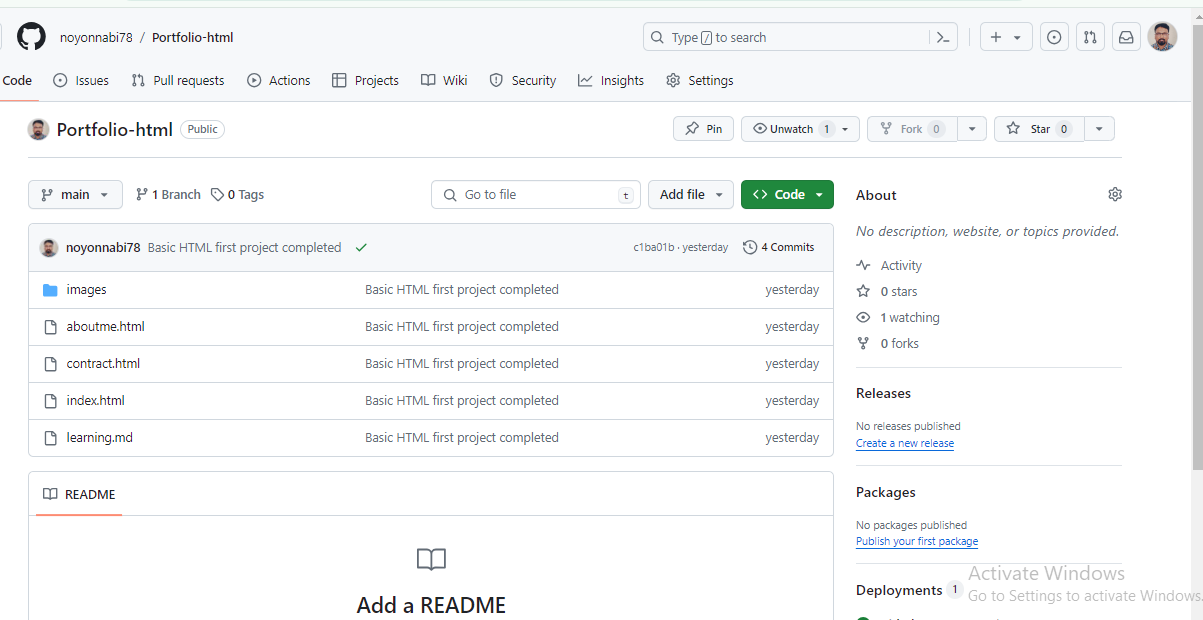 noyonnabi78 / Portfolio-html
Type / to search
Code Issues Pull requests Actions Projects Wiki Security Insights Settings
Portfolio-html Public
Pin Unwatch 1 Fork 0 Star 0
main 1 Branch 0 Tags Go to file t Add file Code
noyonnabi78 Basic HTML first project completed c1ba01b · yesterday 4 Commits
images Basic HTML first project completed yesterday
aboutme.html Basic HTML first project completed yesterday
contract.html Basic HTML first project completed yesterday
index.html Basic HTML first project completed yesterday
learning.md Basic HTML first project completed yesterday
README
Add a README
About
No description, website, or topics provided.
Activity
0 stars
1 watching
0 forks
Releases
No releases published
Create a new release
Packages
No packages published
Publish your first package
Deployments 1
Activate Windows
Go to Settings to activate Windows.